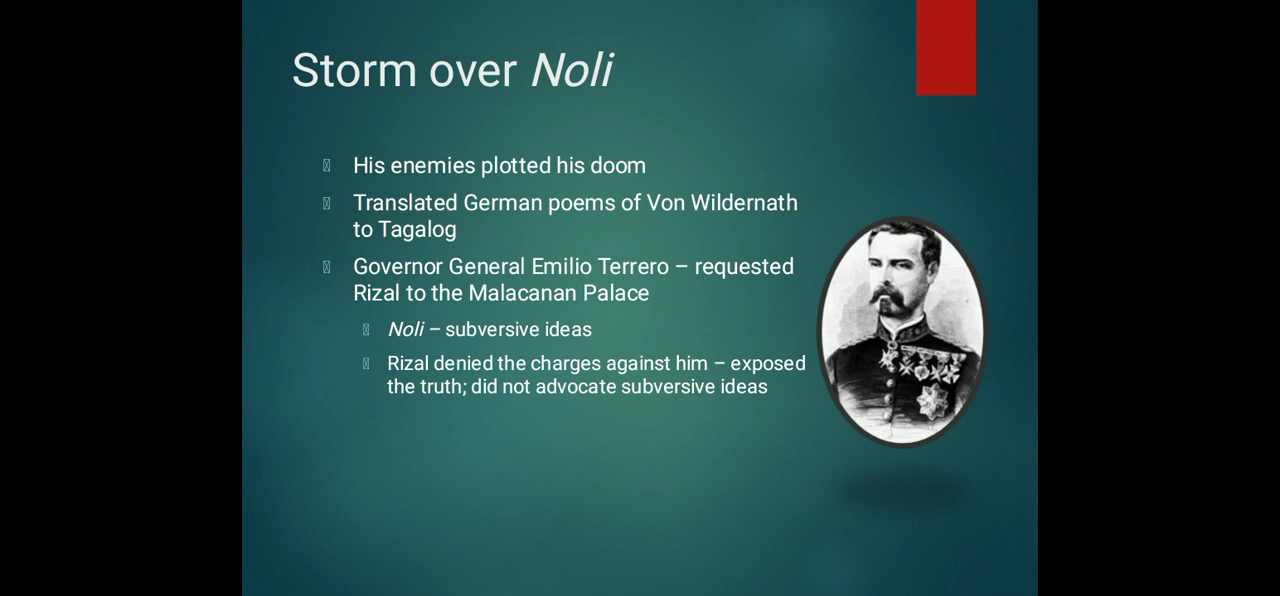 Storm over Noli
His enemies plotted his doom
Translated German poems of Von Wildernath
to Tagalog
Governor General Emilio Terrero – requested
Rizal to the Malacanan Palace
Noli – subversive ideas
Rizal denied the charges against him – exposed
the truth; did not advocate subversive ideas